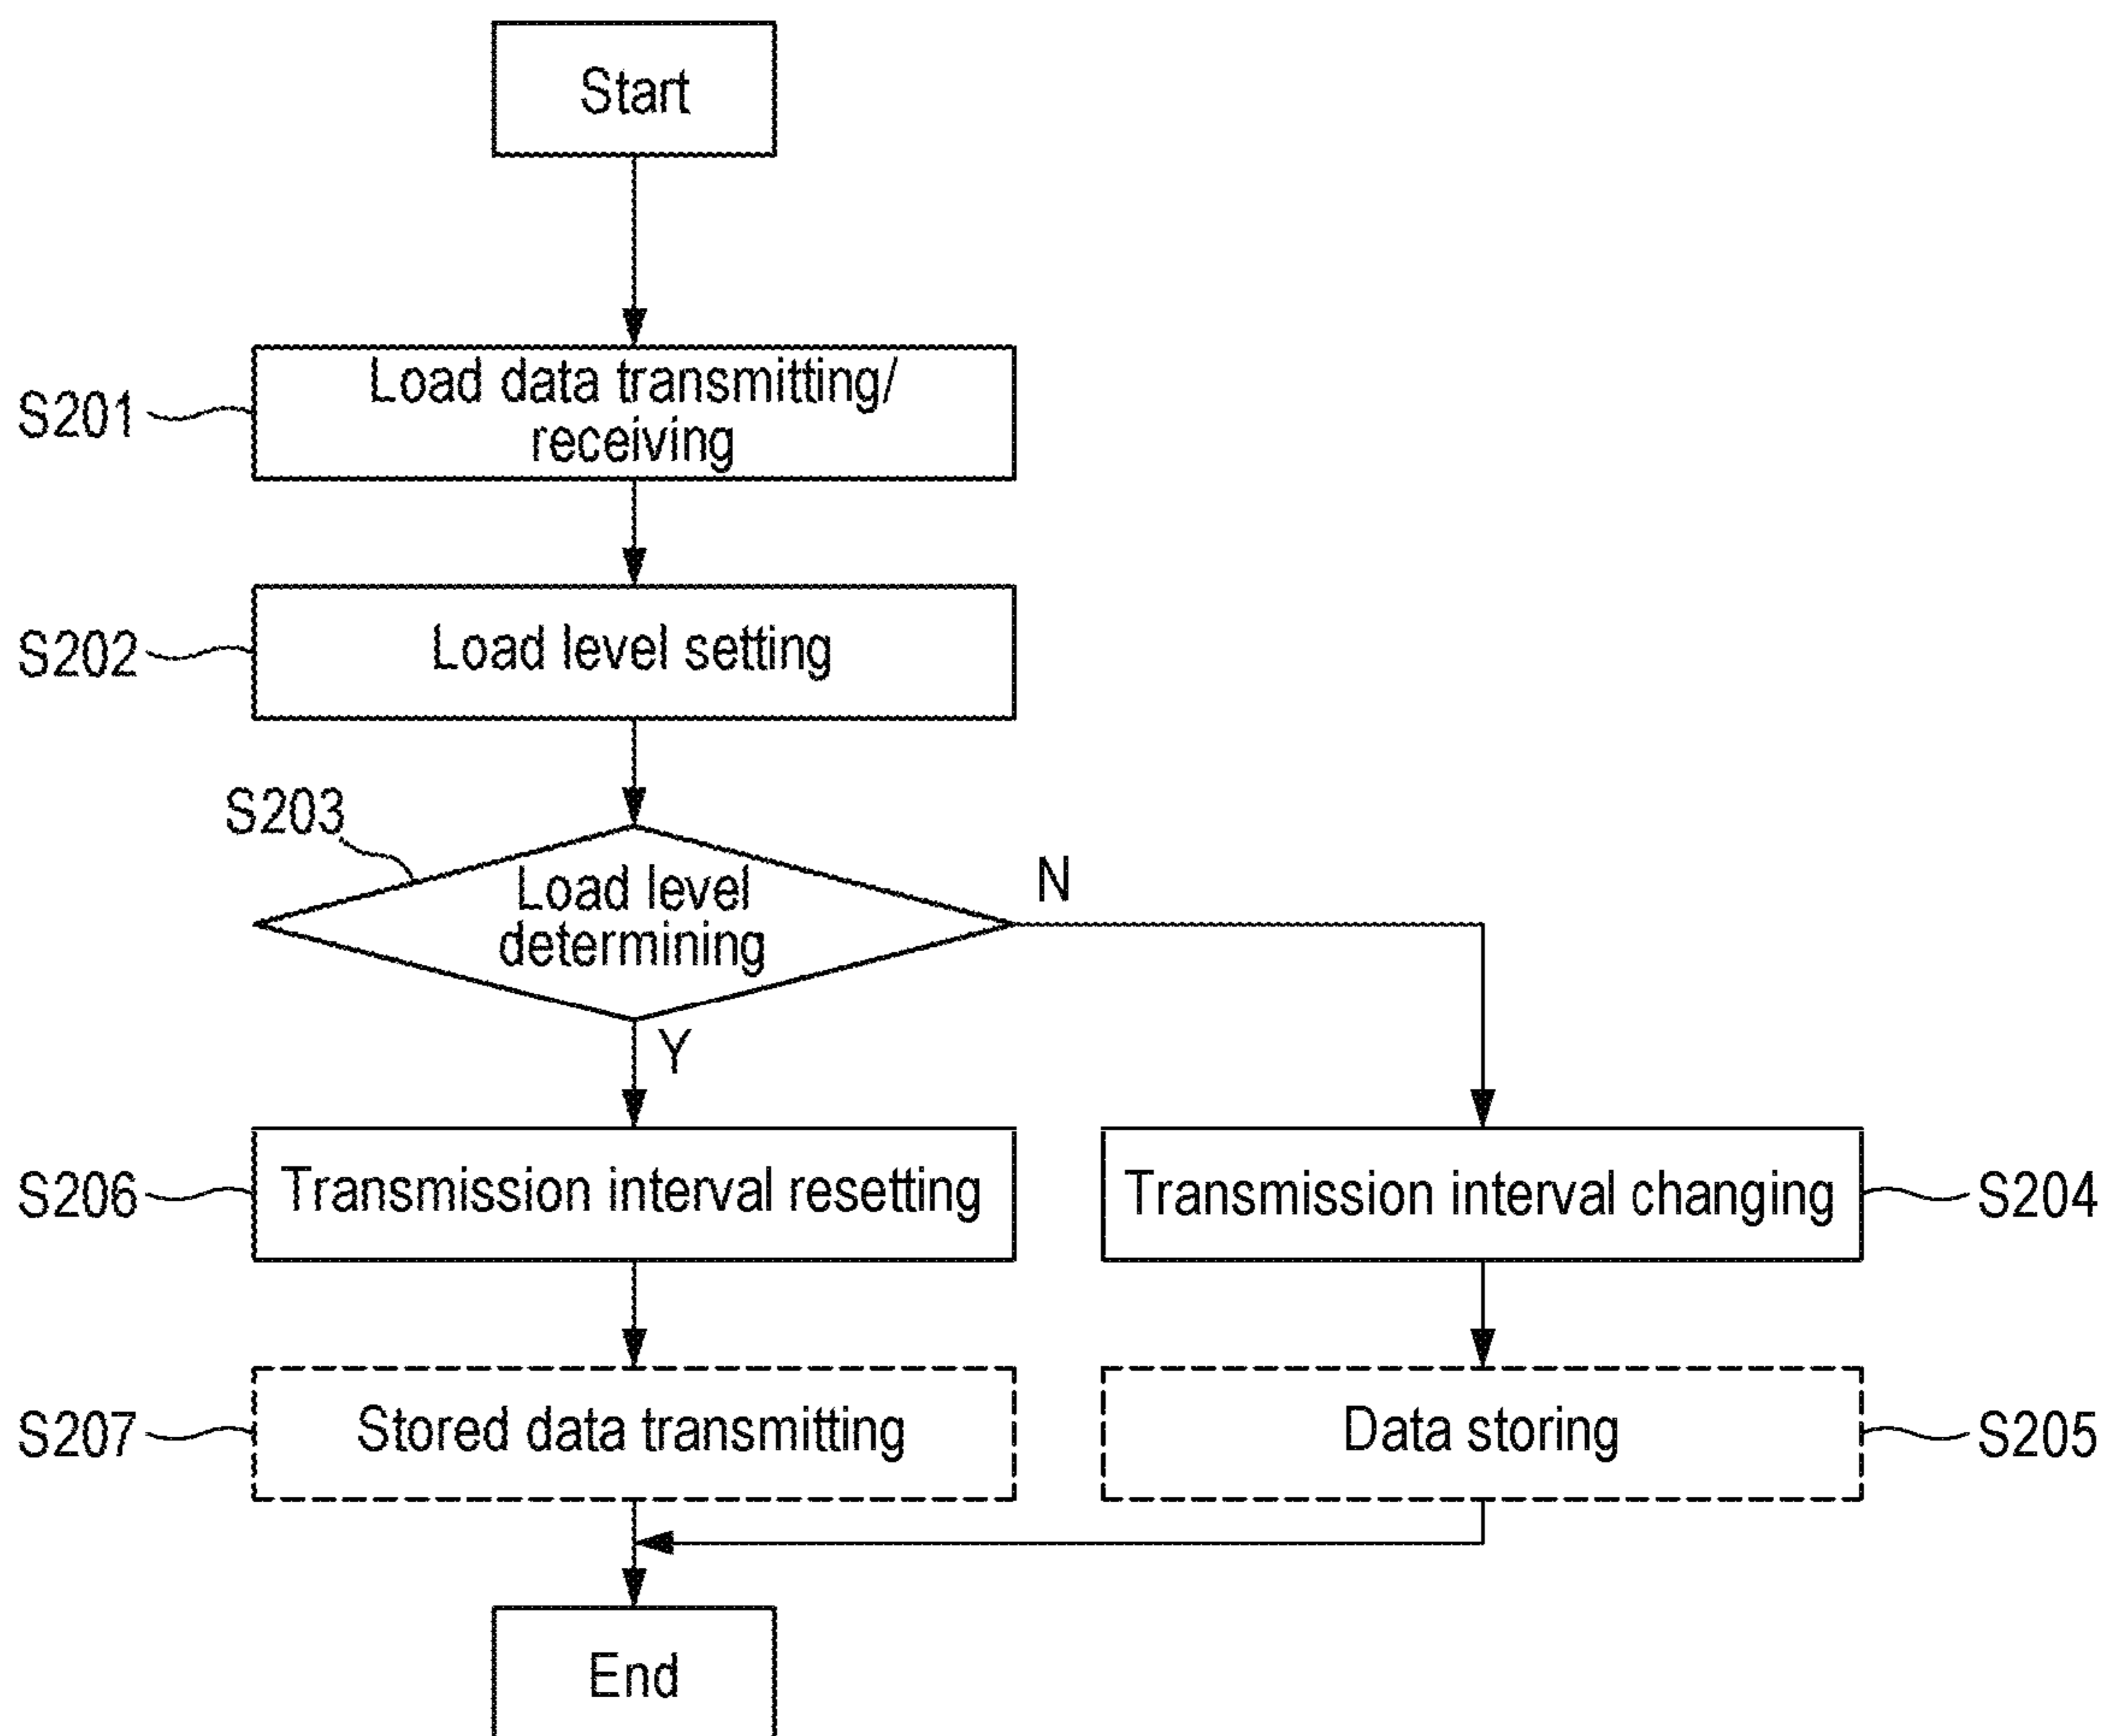 Start
S201
Load data transmitting/
receiving
S202
Load level setting
S203
Load level
determining
N
Y
S206
Transmission interval resetting
Transmission interval changing
S204
S207
Stored data transmitting
Data storing
S205
End